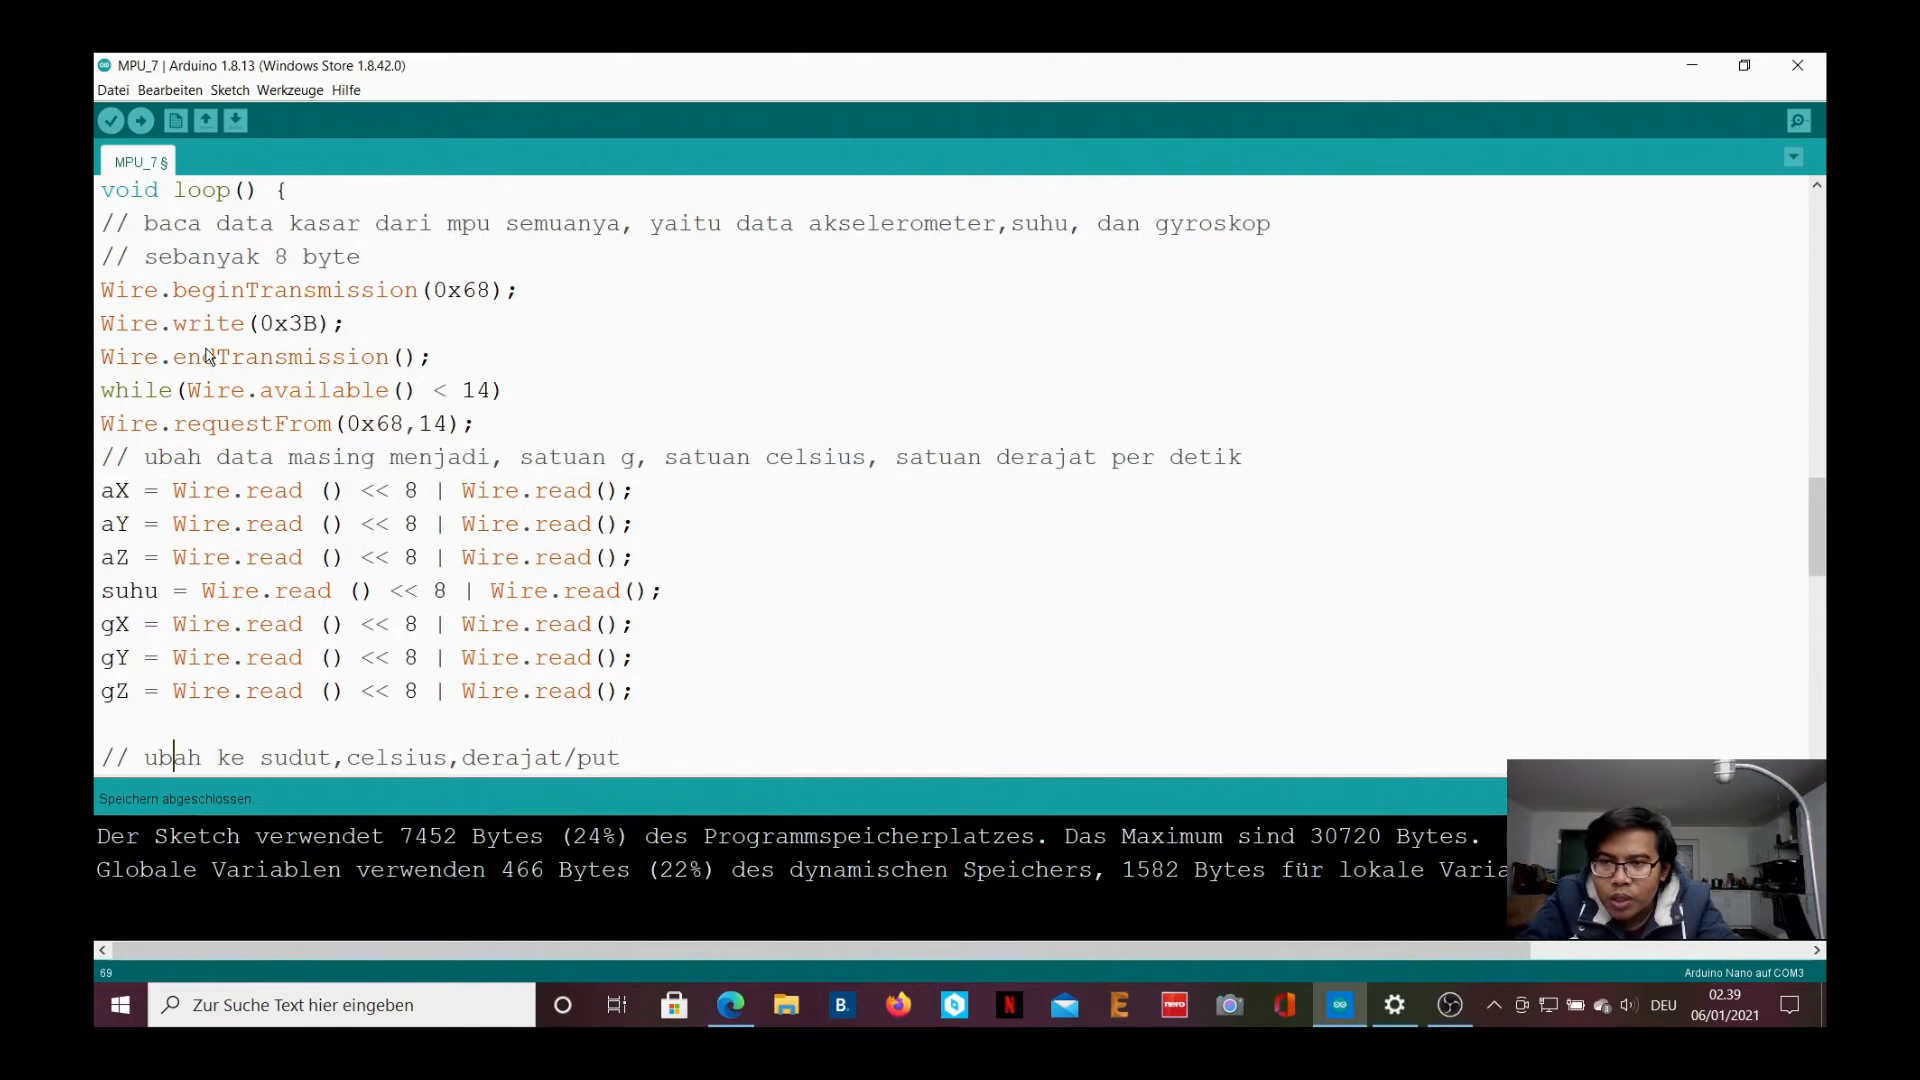 MPU_7 | Arduino 1.8.13 (Windows Store 1.8.42.0)
Datei Bearbeiten Sketch Werkzeuge Hilfe
MPU_7 §
void loop() {
// baca data kasar dari mpu semuanya, yaitu data akselerometer,suhu, dan gyroskop
// sebanyak 8 byte
Wire.beginTransmission(0x68);
Wire.write(0x3B);
Wire.endTransmission();
while(Wire.available() < 14)
Wire.requestFrom(0x68,14);
// ubah data masing menjadi, satuan g, satuan celsius, satuan derajat per detik
aX = Wire.read () << 8 | Wire.read();
aY = Wire.read () << 8 | Wire.read();
aZ = Wire.read () << 8 | Wire.read();
suhu = Wire.read () << 8 | Wire.read();
gX = Wire.read () << 8 | Wire.read();
gY = Wire.read () << 8 | Wire.read();
gZ = Wire.read () << 8 | Wire.read();
// ubah ke sudut,celsius,derajat/put
Speichern abgeschlossen.
Der Sketch verwendet 7452 Bytes (24%) des Programmspeicherplatzes. Das Maximum sind 30720 Bytes.
Globale Variablen verwenden 466 Bytes (22%) des dynamischen Speichers, 1582 Bytes für lokale Varia
69
Arduino Nano auf COM3
Zur Suche Text hier eingeben
B.
N
E
nero
DEU
02.39
06/01/2021